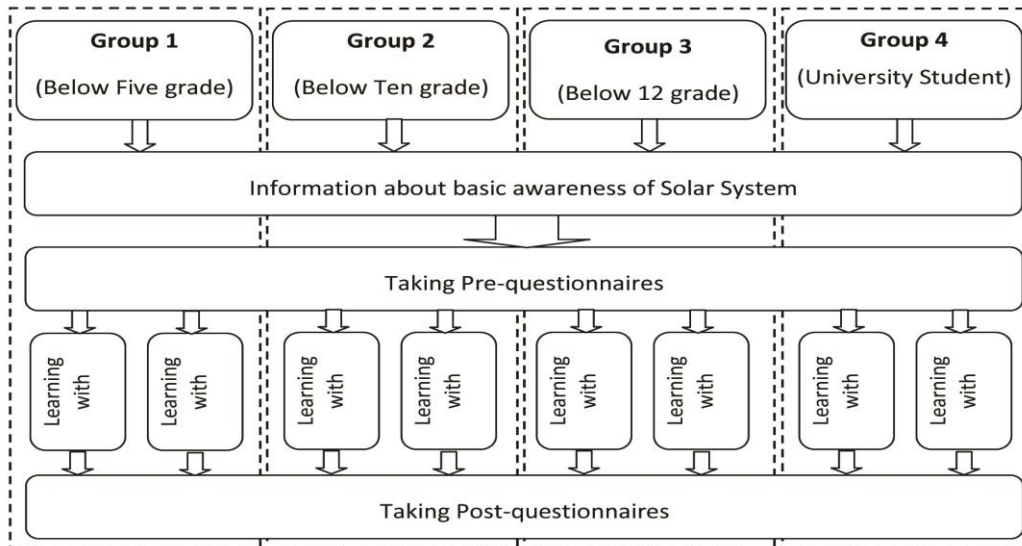 Group 1
(Below Five grade)
Group 2
(Below Ten grade)
Group 3
(Below 12 grade)
Group 4
(University Student)
Information about basic awareness of Solar System
Taking Pre-questionnaires
Learning
with
Learning
with
Learning
with
Learning
with
Learning
with
Learning
with
Learning
with
Learning
with
Taking Post-questionnaires